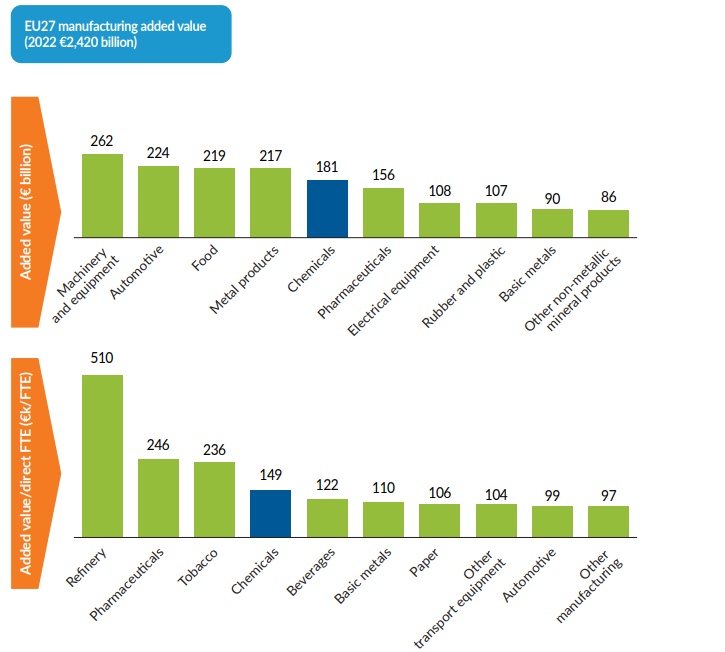 EU27 manufacturing added value
(2022 €2,420 billion)
Added value (€ billion)
262
224
219
217
181
156
108
107
90
86
Machinery
and equipment
Automotive
Food
Metal products
Chemicals
Pharmaceuticals
Electrical equipment
Rubber and plastic
Basic metals
Other non-metallic
mineral products
Added value/direct FTE (€k/FTE)
510
246
236
149
122
110
106
104
99
97
Refinery
Pharmaceuticals
Tobacco
Chemicals
Beverages
Basic metals
Paper
Other
transport equipment
Automotive
Other
manufacturing